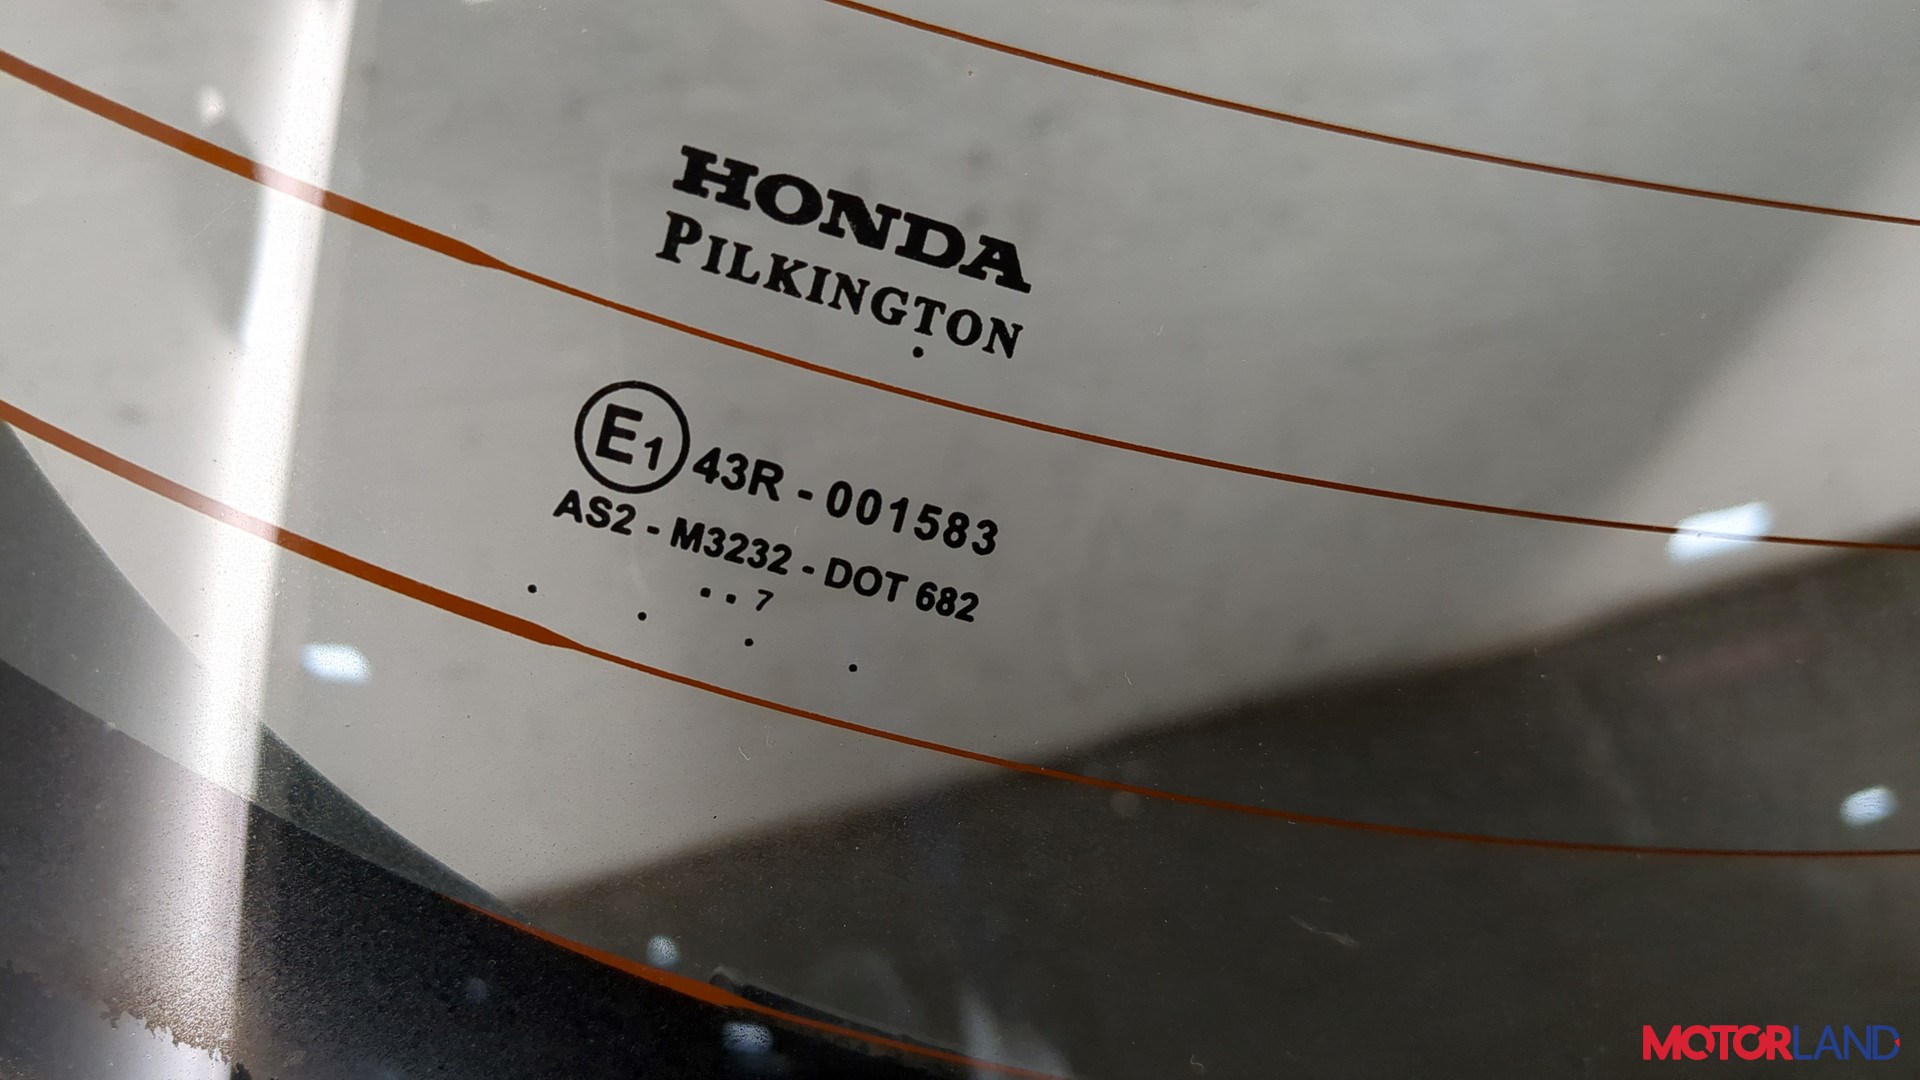 HONDA
PILKINGTON
.
E1 43R - 001583
AS2 - M3232 - DOT 682
. . 7
. . . .
MOTORLAND